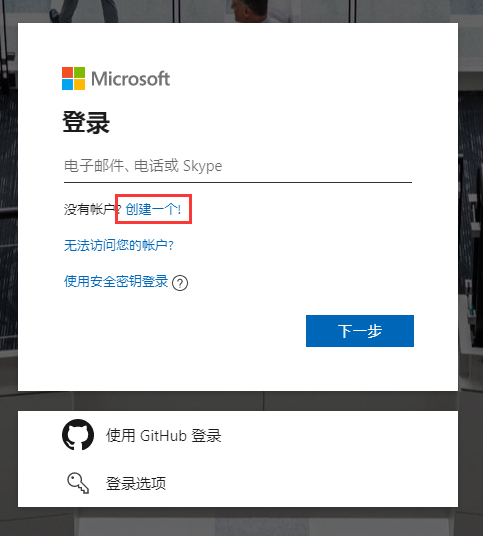 Microsoft
登录
电子邮件、电话或 Skype
没有帐户? 创建一个!
无法访问您的帐户?
使用安全密钥登录 ?
下一步
使用 GitHub 登录
登录选项